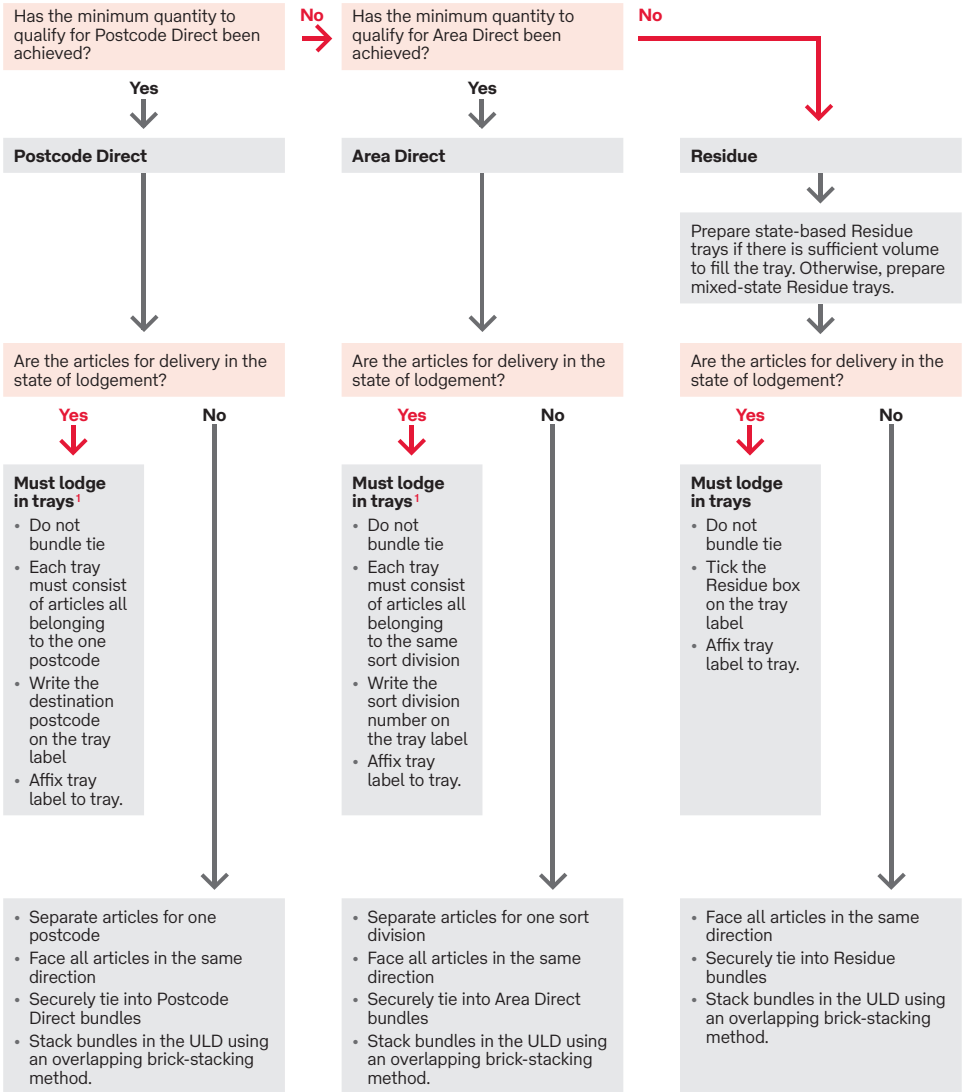 Has the minimum quantity to
qualify for Postcode Direct been
achieved?
No
Has the minimum quantity to
qualify for Area Direct been
achieved?
No
Yes
Yes
Postcode Direct
Area Direct
Residue
Prepare state-based Residue
trays if there is sufficient volume
to fill the tray. Otherwise, prepare
mixed-state Residue trays.
Are the articles for delivery in the
state of lodgement?
Are the articles for delivery in the
state of lodgement?
Are the articles for delivery in the
state of lodgement?
Yes
No
Yes
No
Yes
No
Must lodge
in trays¹
• Do not
bundle tie
• Each tray
must consist
of articles all
belonging
to the one
postcode
• Write the
destination
postcode
on the tray
label
• Affix tray
label to tray.
Must lodge
in trays¹
• Do not
bundle tie
• Each tray
must consist
of articles all
belonging
to the same
sort division
• Write the
sort division
number on
the tray label
• Affix tray
label to tray.
Must lodge
in trays
• Do not
bundle tie
• Tick the
Residue box
on the tray
label
• Affix tray
label to tray.
• Separate articles for one
postcode
• Face all articles in the same
direction
• Securely tie into Postcode
Direct bundles
• Stack bundles in the ULD using
an overlapping brick-stacking
method.
• Separate articles for one sort
division
• Face all articles in the same
direction
• Securely tie into Area Direct
bundles
• Stack bundles in the ULD using
an overlapping brick-stacking
method.
• Face all articles in the same
direction
• Securely tie into Residue
bundles
• Stack bundles in the ULD using
an overlapping brick-stacking
method.